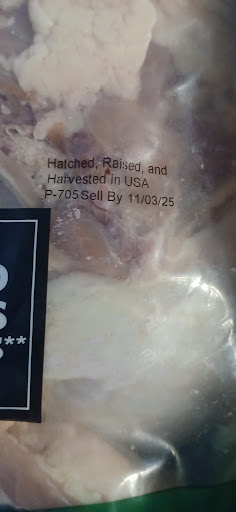 Hatched, Raised, and
Harvested in USA
P-705 Sell By 11/03/25